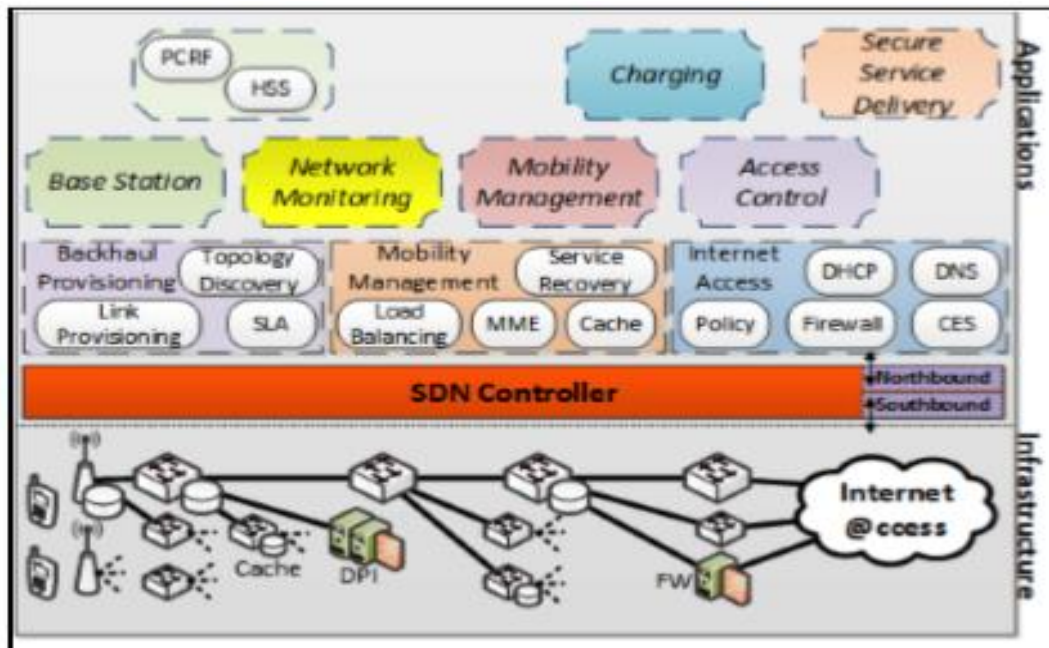 PCRF
HSS
Charging
Secure
Service
Delivery
Applications
Base Station
Network
Monitoring
Mobility
Management
Access
Control
Backhaul
Provisioning
Topology
Discovery
Link
Provisioning
SLA
Mobility
Management
Service
Recovery
Load
Balancing
MME
Cache
Internet
Access
DHCP
DNS
Policy
Firewall
CES
SDN Controller
Northbound
Southbound
Infrastructure
Cache
DPI
FW
Internet
@ccess